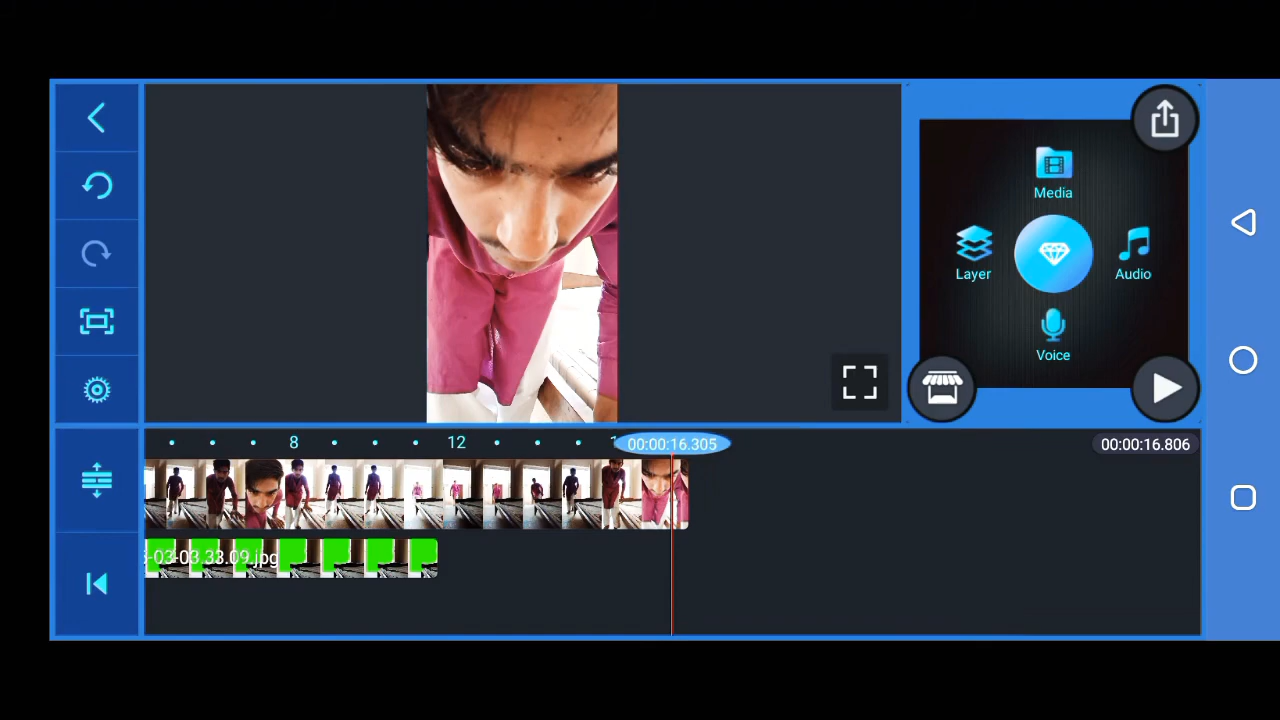 Media
Layer
Audio
Voice
8
12
00:00:16.305
00:00:16.806
-03-03.33.09.jpg